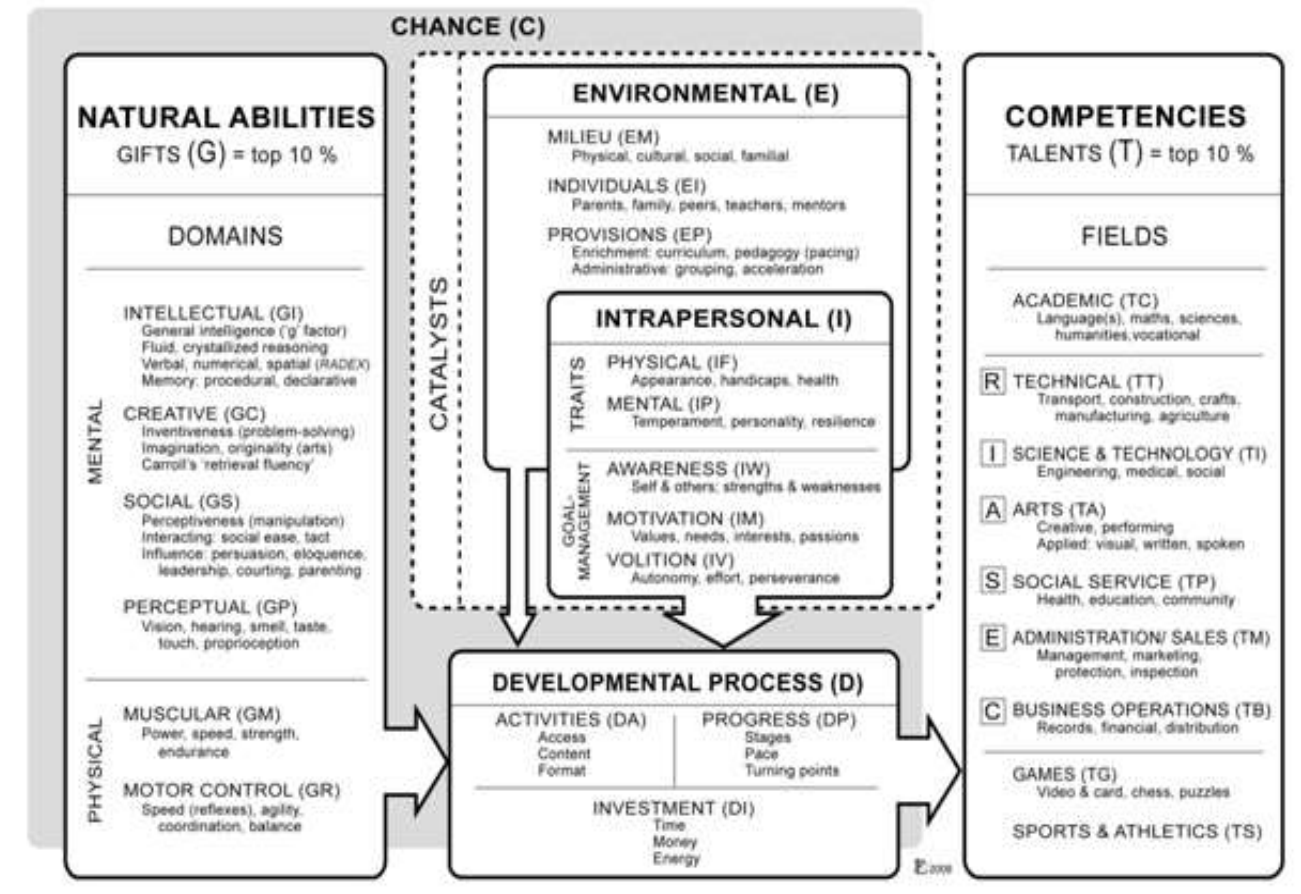 CHANCE (C)
NATURAL ABILITIES
GIFTS (G) = top 10 %
DOMAINS
MENTAL
INTELLECTUAL (GI)
General intelligence ('g' factor)
Fluid, crystallized reasoning
Verbal, numerical, spatial (RADEX)
Memory: procedural, declarative
CREATIVE (GC)
Inventiveness (problem-solving)
Imagination, originality (arts)
Carroll's 'retrieval fluency'
SOCIAL (GS)
Perceptiveness (manipulation)
Interacting: social ease, tact
Influence: persuasion, eloquence,
leadership, courting, parenting
PERCEPTUAL (GP)
Vision, hearing, smell, taste,
touch, proprioception
PHYSICAL
MUSCULAR (GM)
Power, speed, strength,
endurance
MOTOR CONTROL (GR)
Speed (reflexes), agility,
coordination, balance
CATALYSTS
ENVIRONMENTAL (E)
MILIEU (EM)
Physical, cultural, social, familial
INDIVIDUALS (EI)
Parents, family, peers, teachers, mentors
PROVISIONS (EP)
Enrichment: curriculum, pedagogy (pacing)
Administrative: grouping, acceleration
INTRAPERSONAL (I)
TRAITS
PHYSICAL (IF)
Appearance, handicaps, health
MENTAL (IP)
Temperament, personality, resilience
GOAL-
MANAGEMENT
AWARENESS (IW)
Self & others; strengths & weaknesses
MOTIVATION (IM)
Values, needs, interests, passions
VOLITION (IV)
Autonomy, effort, perseverance
DEVELOPMENTAL PROCESS (D)
ACTIVITIES (DA)
Access
Content
Format
PROGRESS (DP)
Stages
Pace
Turning points
INVESTMENT (DI)
Time
Money
Energy
COMPETENCIES
TALENTS (T) = top 10 %
FIELDS
ACADEMIC (TC)
Language(s), maths, sciences,
humanities,vocational
R TECHNICAL (TT)
Transport, construction, crafts,
manufacturing, agriculture
I SCIENCE & TECHNOLOGY (TI)
Engineering, medical, social
A ARTS (TA)
Creative, performing
Applied: visual, written, spoken
S SOCIAL SERVICE (TP)
Health, education, community
E ADMINISTRATION/ SALES (TM)
Management, marketing,
protection, inspection
C BUSINESS OPERATIONS (TB)
Records, financial, distribution
GAMES (TG)
Video & card, chess, puzzles
SPORTS & ATHLETICS (TS)